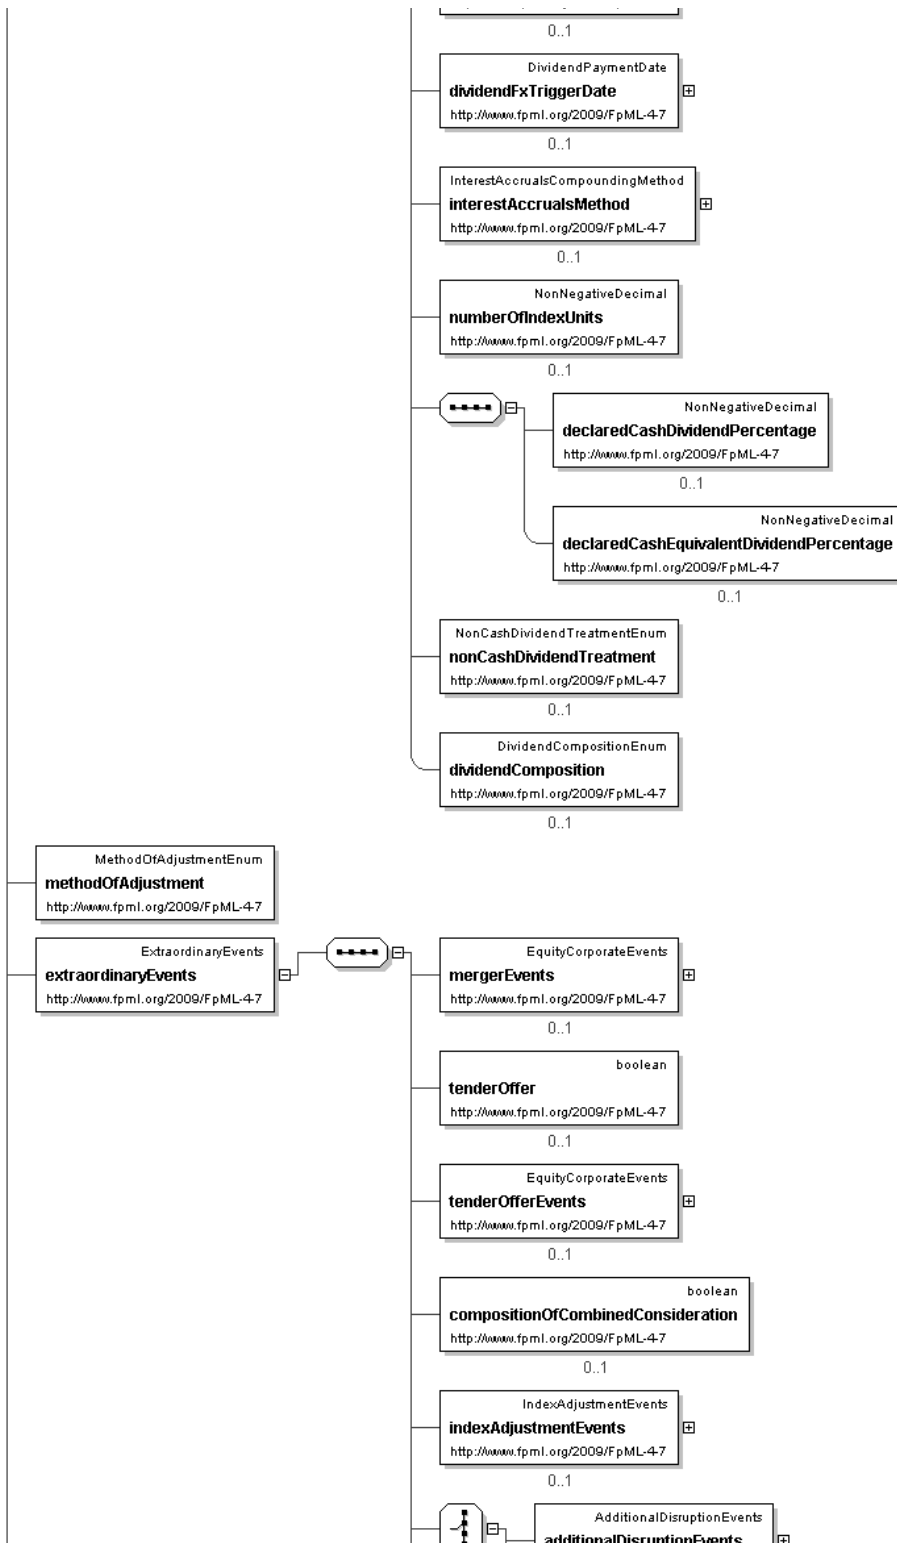 0..1
DividendPaymentDate
dividendFxTriggerDate
http://www.fpml.org/2009/FpML-4-7
0..1
InterestAccrualsCompoundingMethod
interestAccrualsMethod
http://www.fpml.org/2009/FpML-4-7
0..1
NonNegativeDecimal
numberOfIndexUnits
http://www.fpml.org/2009/FpML-4-7
0..1
NonNegativeDecimal
declaredCashDividendPercentage
http://www.fpml.org/2009/FpML-4-7
0..1
NonNegativeDecimal
declaredCashEquivalentDividendPercentage
http://www.fpml.org/2009/FpML-4-7
0..1
NonCashDividendTreatmentEnum
nonCashDividendTreatment
http://www.fpml.org/2009/FpML-4-7
0..1
DividendCompositionEnum
dividendComposition
http://www.fpml.org/2009/FpML-4-7
0..1
MethodOfAdjustmentEnum
methodOfAdjustment
http://www.fpml.org/2009/FpML-4-7
ExtraordinaryEvents
extraordinaryEvents
http://www.fpml.org/2009/FpML-4-7
EquityCorporateEvents
mergerEvents
http://www.fpml.org/2009/FpML-4-7
0..1
boolean
tenderOffer
http://www.fpml.org/2009/FpML-4-7
0..1
EquityCorporateEvents
tenderOfferEvents
http://www.fpml.org/2009/FpML-4-7
0..1
boolean
compositionOfCombinedConsideration
http://www.fpml.org/2009/FpML-4-7
0..1
IndexAdjustmentEvents
indexAdjustmentEvents
http://www.fpml.org/2009/FpML-4-7
0..1
AdditionalDisruptionEvents
additionalDisruptionEvents